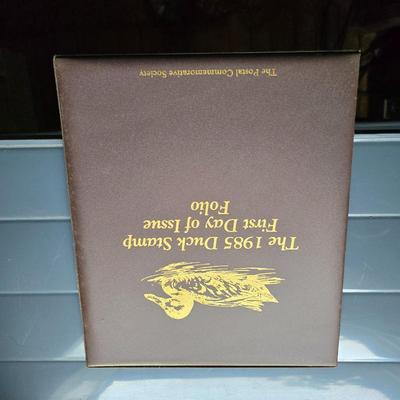 The 1985 Duck Stamp
First Day of Issue
Folio
The Postal Commemorative Society